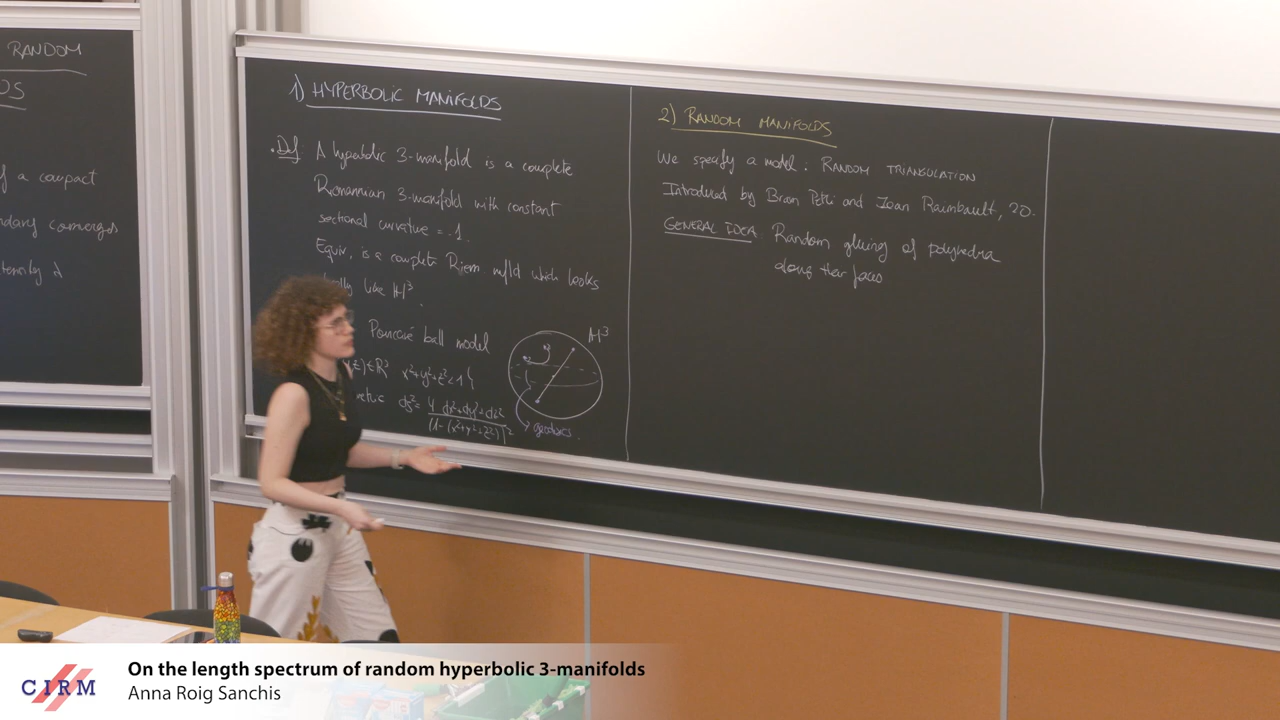 RANDOM
OS
of a compact
converges
1) HYPERBOLIC MANIFOLDS
. Def A hyperbolic 3-manifold is a complete
Riemannian 3-manifold with constant
sectional curvature = -1.
Equiv, is a complete Riem mfld which looks
like H³.
Poincaré ball model
H³
z) ∈ R³ x²+y²+z²<1}
ds² = 4 dx²+dy²+dz²
(1-(x²+y²+z²))²
geodesics.
2) RANDOM MANIFOLDS
We specify a model: RANDOM TRIANGULATION
Introduced by Bram Petri and Jean Raimbault, 20.
GENERAL IDEA: Random gluing of polyhedra
along their faces
CIRM
On the length spectrum of random hyperbolic 3-manifolds
Anna Roig Sanchis